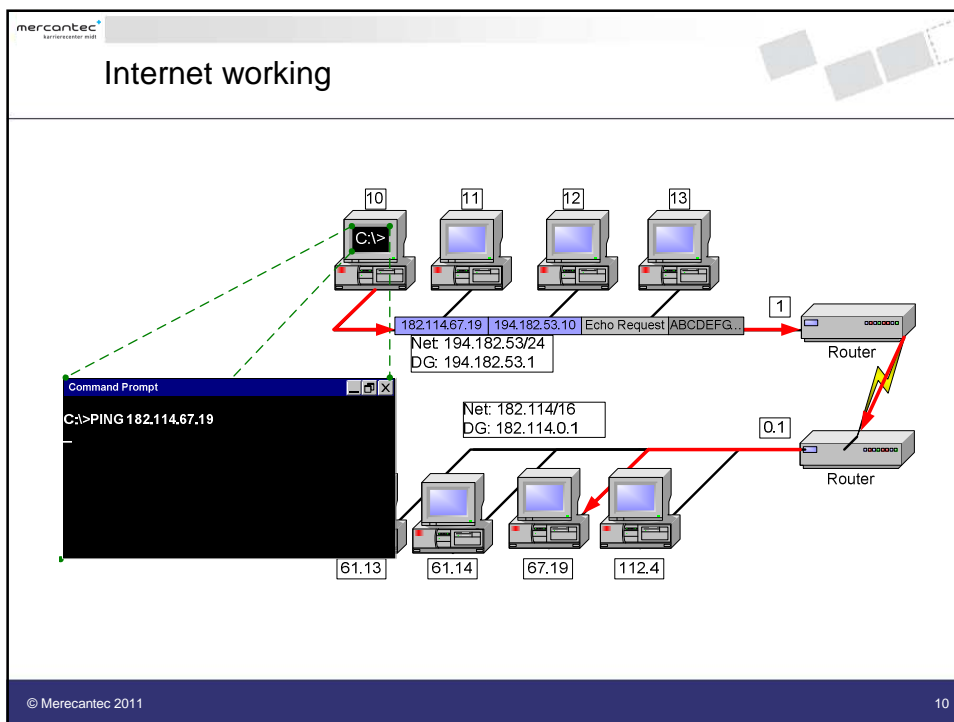 mercantec
karrierecenter midt
Internet working
10
11
12
13
C:\>
182.114.67.19 194.182.53.10 Echo Request ABCDEFG...
1
Net: 194.182.53/24
DG: 194.182.53.1
Router
Command Prompt
C:\>PING 182.114.67.19
Net: 182.114/16
DG: 182.114.0.1
0.1
Router
61.13
61.14
67.19
112.4
© Merecantec 2011
10